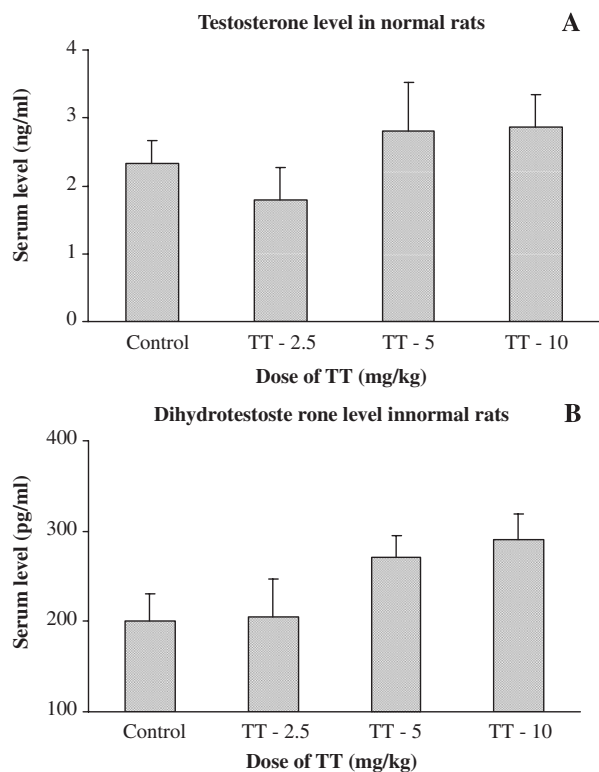 Testosterone level in normal rats
A
Serum level (ng/ml)
4
3
2
1
0
Control TT - 2.5 TT - 5 TT - 10
Dose of TT (mg/kg)
Dihydrotestoste rone level innormal rats
B
Serum level (pg/ml)
400
300
200
100
Control TT - 2.5 TT - 5 TT - 10
Dose of TT (mg/kg)